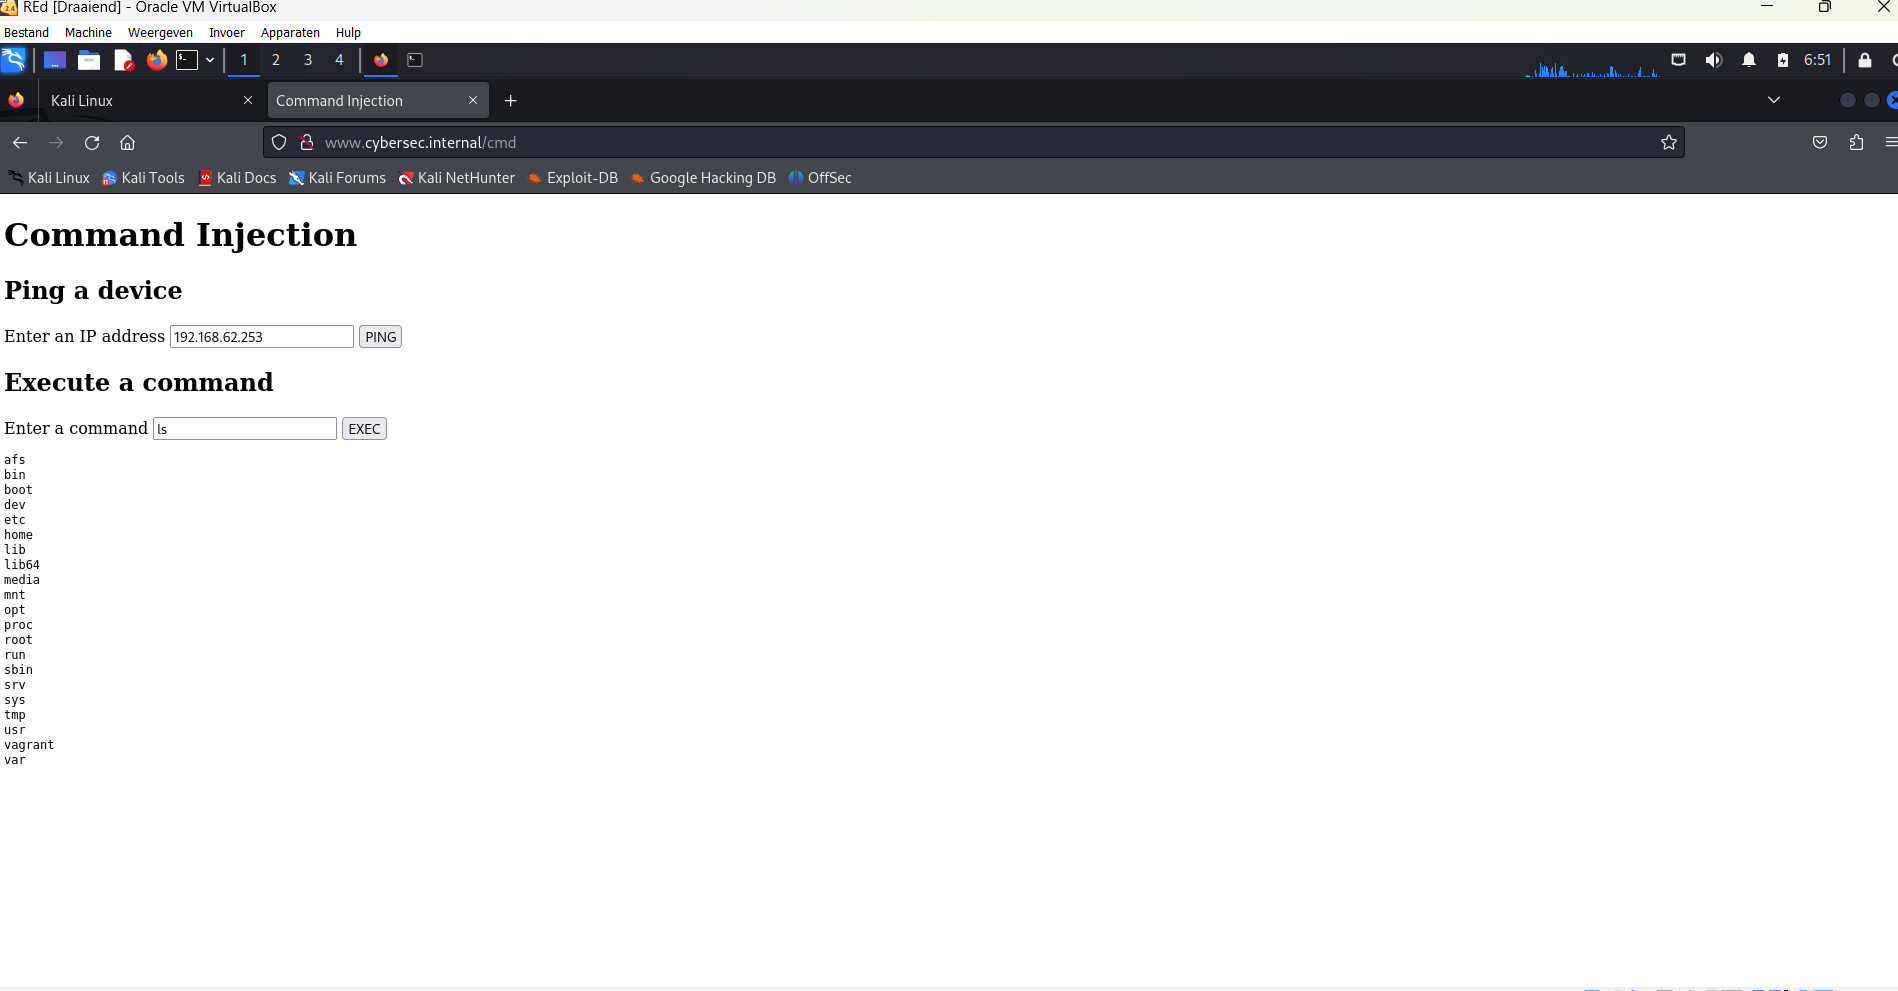 REd [Draaiend] - Oracle VM VirtualBox
Bestand Machine Weergeven Invoer Apparaten Hulp
1 2 3 4 6:51
Kali Linux Command Injection
www.cybersec.internal/cmd
Kali Linux Kali Tools Kali Docs Kali Forums Kali NetHunter Exploit-DB Google Hacking DB OffSec
Command Injection
Ping a device
Enter an IP address 192.168.62.253 PING
Execute a command
Enter a command ls EXEC
afs
bin
boot
dev
etc
home
lib
lib64
media
mnt
opt
proc
root
run
sbin
srv
sys
tmp
usr
vagrant
var